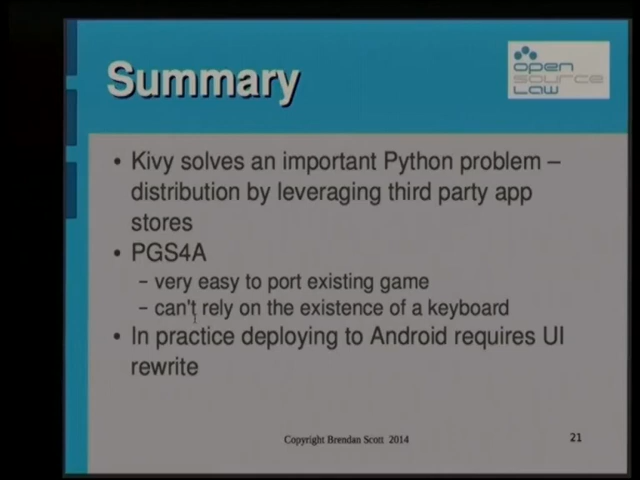 Summary
open
source
Law
• Kivy solves an important Python problem –
distribution by leveraging third party app
stores
• PGS4A
– very easy to port existing game
– can't rely on the existence of a keyboard
• In practice deploying to Android requires UI
rewrite
Copyright Brendan Scott 2014
21